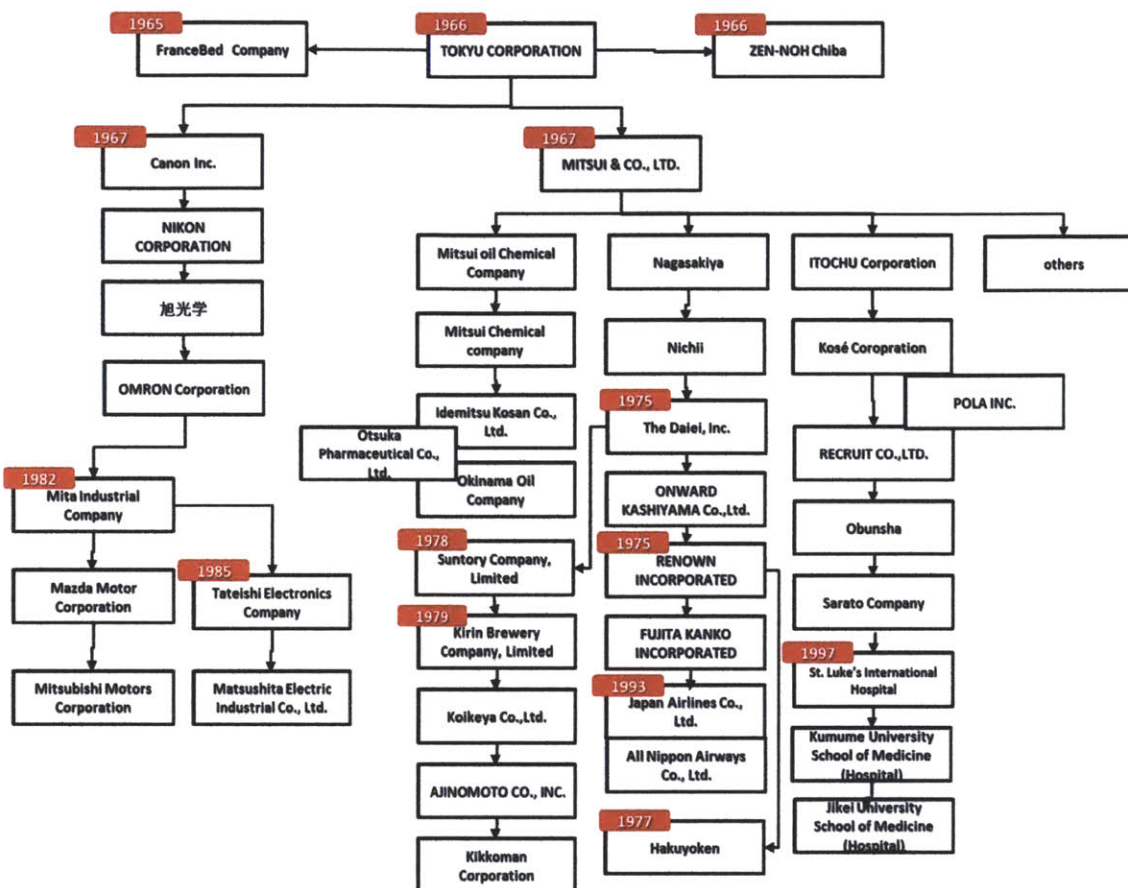 1965
FranceBed Company
1966
TOKYU CORPORATION
1966
ZEN-NOH Chiba
1967
Canon Inc.
1967
MITSUI & CO., LTD.
NIKON
CORPORATION
旭光学
OMRON Corporation
1982
Mita Industrial
Company
Mazda Motor
Corporation
Mitsubishi Motors
Corporation
1985
Tateishi Electronics
Company
Matsushita Electric
Industrial Co., Ltd.
Mitsui oil Chemical
Company
Mitsui Chemical
company
Idemitsu Kosan Co.,
Ltd.
Otsuka
Pharmaceutical Co.,
Ltd.
Okinama Oil
Company
1978
Suntory Company,
Limited
1979
Kirin Brewery
Company, Limited
Koikeya Co.,Ltd.
AJINOMOTO CO., INC.
Kikkoman
Corporation
Nagasakiya
Nichii
1975
The Daiei, Inc.
ONWARD
KASHIYAMA Co.,Ltd.
1975
RENOWN
INCORPORATED
FUJITA KANKO
INCORPORATED
1993
Japan Airlines Co.,
Ltd.
All Nippon Airways
Co., Ltd.
1977
Hakuyoken
ITOCHU Corporation
Kosé Coropration
POLA INC.
RECRUIT CO.,LTD.
Obunsha
Sarato Company
1997
St. Luke's International
Hospital
Kumume University
School of Medicine
(Hospital)
Jikei University
School of Medicine
(Hospital)
others